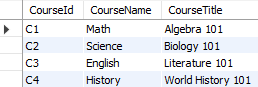 CourseId CourseName CourseTitle
C1 Math Algebra 101
C2 Science Biology 101
C3 English Literature 101
C4 History World History 101